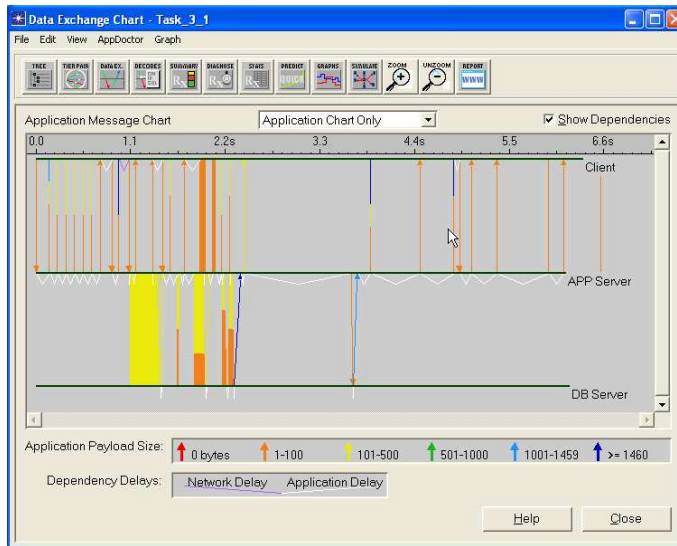 Data Exchange Chart - Task_3_1
File Edit View AppDoctor Graph
TREE TIER PAIR DATA EX. DECODES SUMMARY DIAGNOSE STATS PREDICT GRAPHS SIMULATE ZOOM UNZOOM REPORT
QUICK WWW
Application Message Chart Application Chart Only Show Dependencies
0.0 1.1 2.2s 3.3 4.4s 5.5 6.6s
Client
APP Server
DB Server
Application Payload Size: 0 bytes 1-100 101-500 501-1000 1001-1459 >= 1460
Dependency Delays: Network Delay Application Delay
Help Close